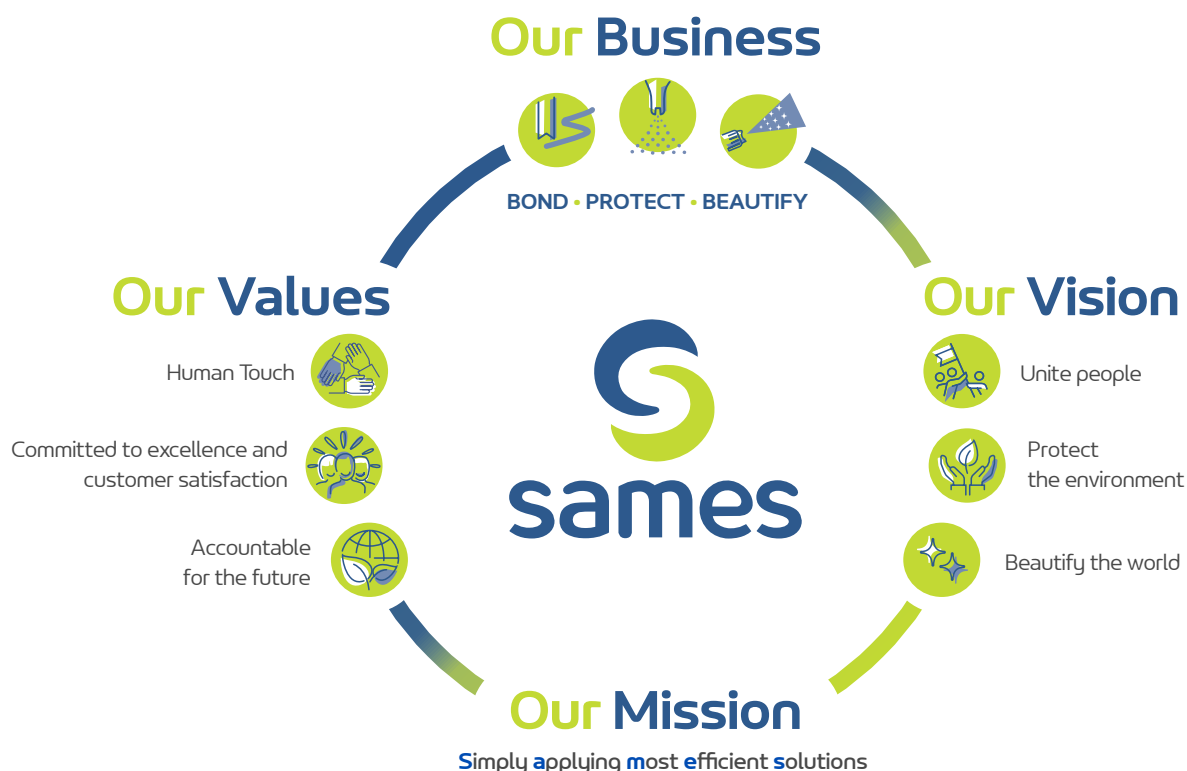 Our Business
BOND • PROTECT • BEAUTIFY
Our Values
Human Touch
Committed to excellence and
customer satisfaction
Accountable
for the future
sames
Our Vision
Unite people
Protect
the environment
Beautify the world
Our Mission
Simply applying most efficient solutions